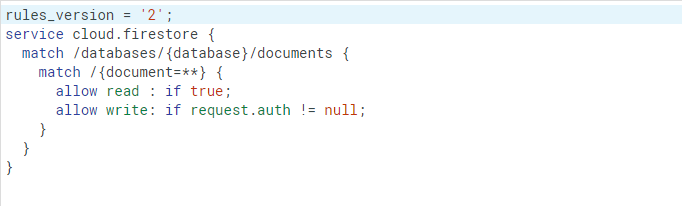 rules_version = '2';
service cloud.firestore {
  match /databases/{database}/documents {
    match /{document=**} {
      allow read : if true;
      allow write: if request.auth != null;
    }
  }
}